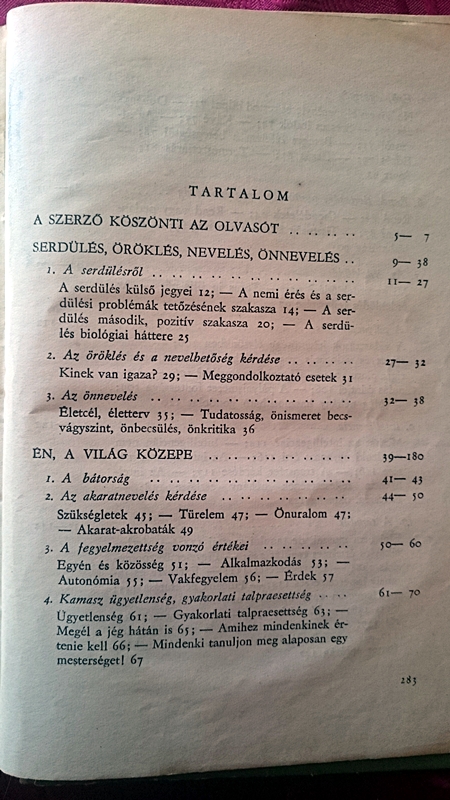 TARTALOM
A SZERZŐ KÖSZÖNTI AZ OLVASÓT .. .. .. .. 5— 7
SERDÜLÉS, ÖRÖKLÉS, NEVELÉS, ÖNNEVELÉS .. 9— 38
1. A serdülésről .. .. .. .. .. .. .. .. .. .. 11— 27
A serdülés külső jegyei 12; — A nemi érés és a ser-
dülési problémák tetőzésének szakasza 14; — A ser-
dülés második, pozitív szakasza 20; — A serdü-
lés biológiai háttere 25
2. Az öröklés és a nevelhetőség kérdése .. .. .. .. 27— 32
Kinek van igaza? 29; — Meggondolkoztató esetek 31
3. Az önnevelés .. .. .. .. .. .. .. .. .. .. 32— 38
Életcél, életterv 35; — Tudatosság, önismeret becs-
vágyszint, önbecsülés, önkritika 36
ÉN, A VILÁG KÖZEPE .. .. .. .. .. .. .. 39—180
1. A bátorság .. .. .. .. .. .. .. .. .. .. 41— 43
2. Az akaratnevelés kérdése .. .. .. .. .. .. 44— 50
Szükségletek 45; — Türelem 47; — Önuralom 47;
— Akarat-akrobaták 49
3. A fegyelmezettség vonzó értékei .. .. .. .. .. 50— 60
Egyén és közösség 51; — Alkalmazkodás 53; —
Autonómia 55; — Vakfegyelem 56; — Érdek 57
4. Kamasz ügyetlenség, gyakorlati talpraesettség .. .. 61— 70
Ügyetlenség 61; — Gyakorlati talpraesettség 63; —
Megél a jég hátán is 65; — Amihez mindenkinek ér-
tenie kell 66; — Mindenki tanuljon meg alaposan egy
mesterséget! 67
283